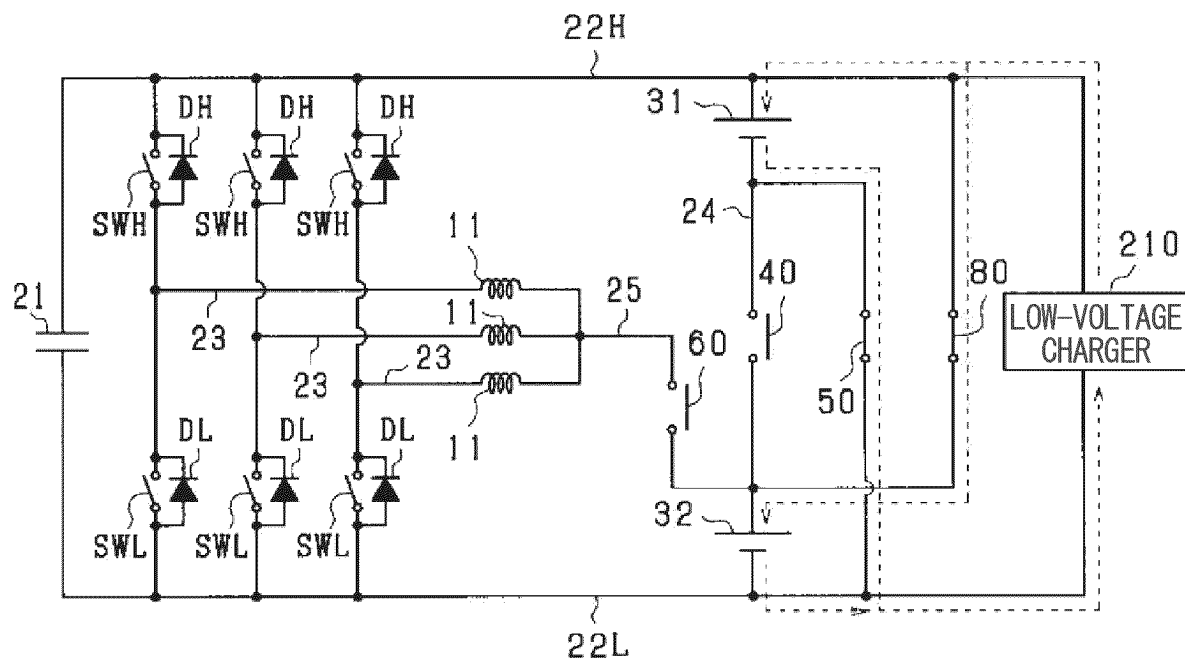 22H
31
DH DH DH
SWH SWH SWH
24
11
210
40
80
21
25
LOW-VOLTAGE
CHARGER
23
11
60
23
23
50
11
DL DL DL
32
SWL SWL SWL
22L